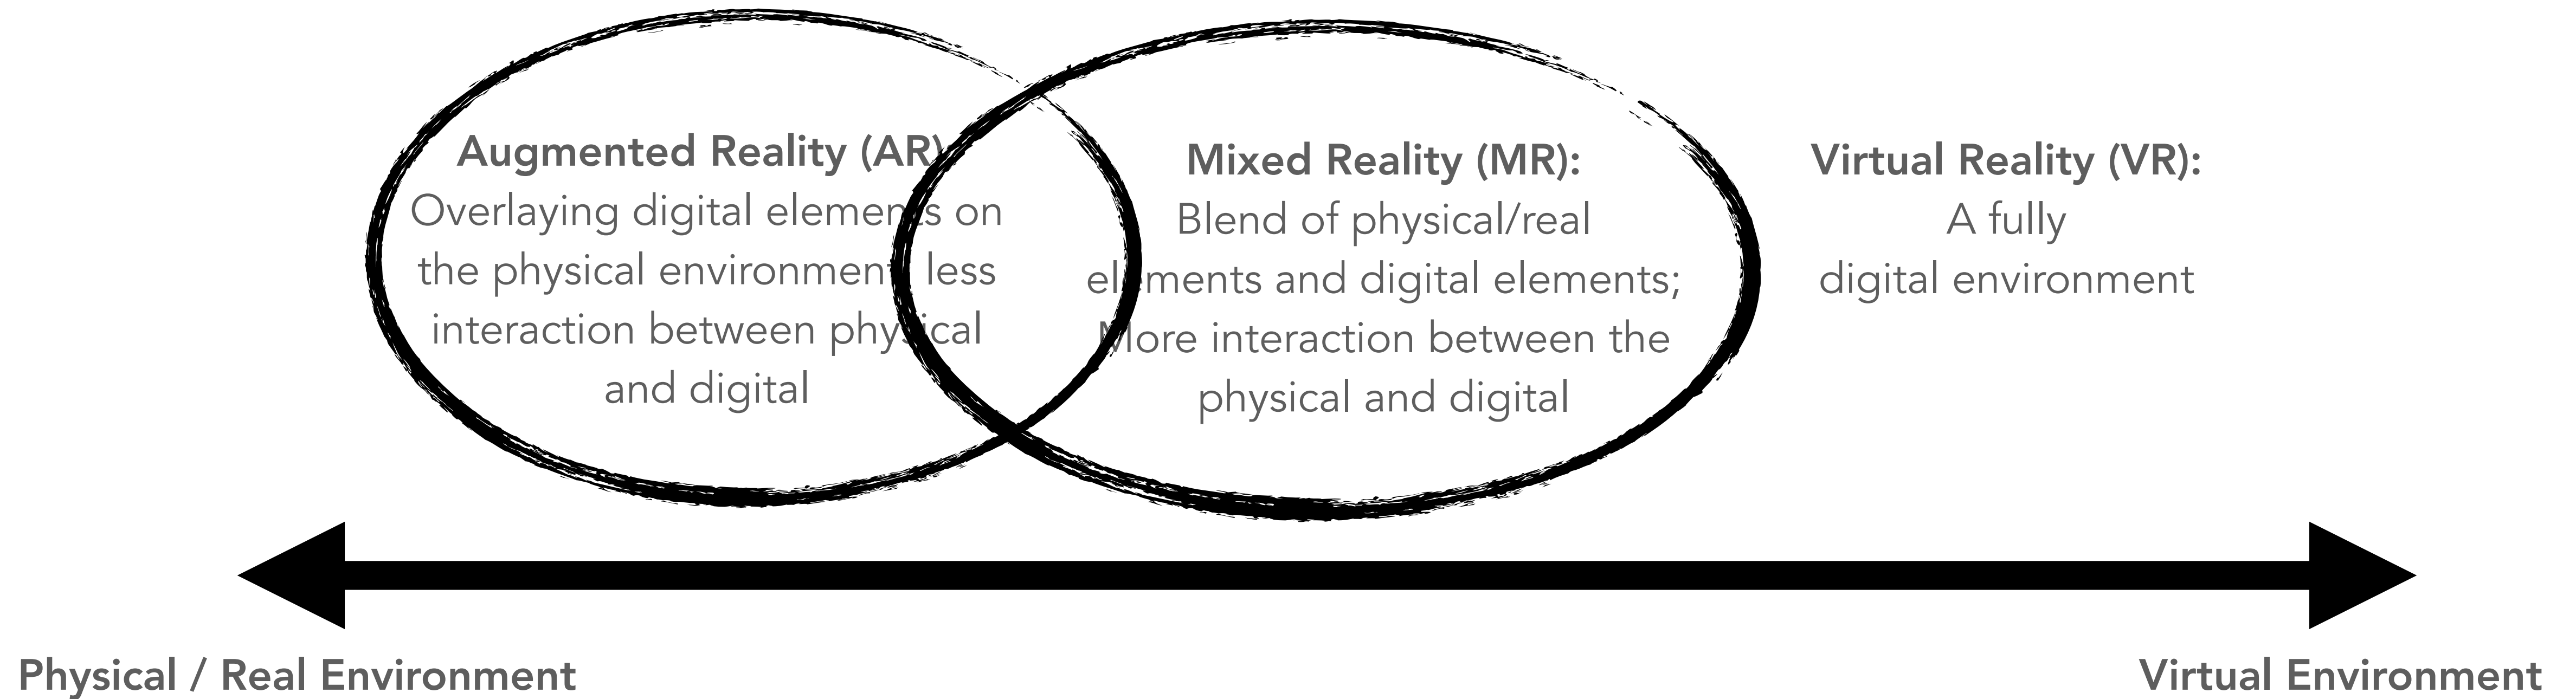 Augmented Reality (AR)
Overlaying digital elements on
the physical environment less
interaction between physical
and digital
Mixed Reality (MR):
Blend of physical/real
elements and digital elements;
More interaction between the
physical and digital
Virtual Reality (VR):
A fully
digital environment
Physical / Real Environment
Virtual Environment